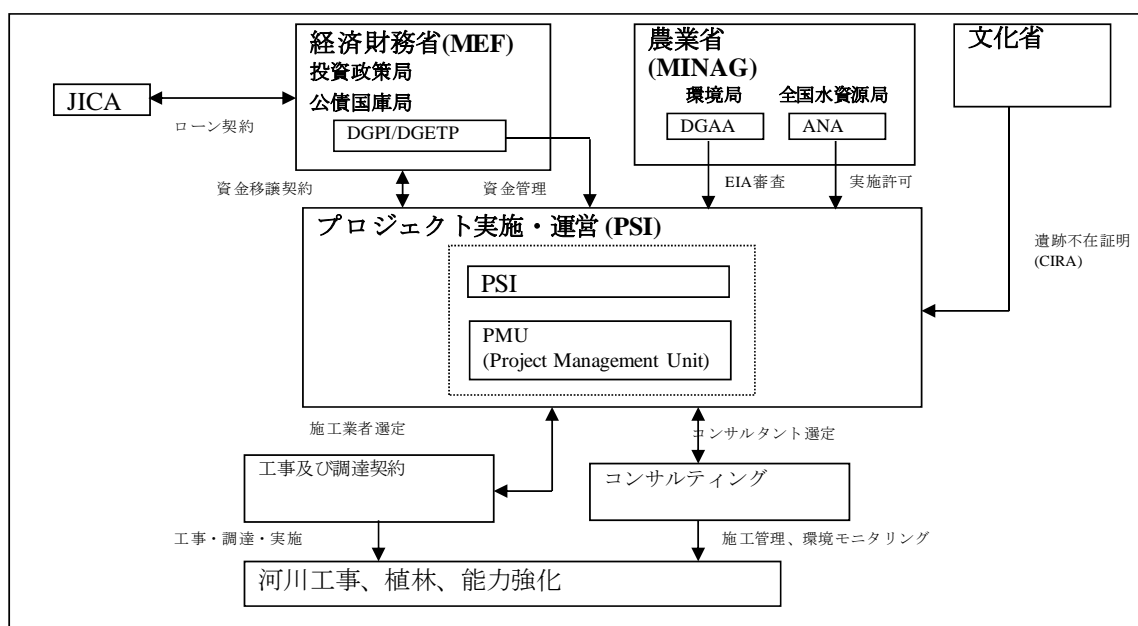 経済財務省(MEF)
投資政策局
公債国庫局
DGPI/DGETP
農業省
(MINAG)
環境局 全国水資源局
DGAA ANA
文化省
JICA
ローン契約
資金移譲契約
資金管理
EIA審査
実施許可
プロジェクト実施・運営 (PSI)
PSI
PMU
(Project Management Unit)
遺跡不在証明
(CIRA)
施工業者選定
コンサルタント選定
工事及び調達契約
コンサルティング
工事・調達・実施
施工管理、環境モニタリング
河川工事、植林、能力強化